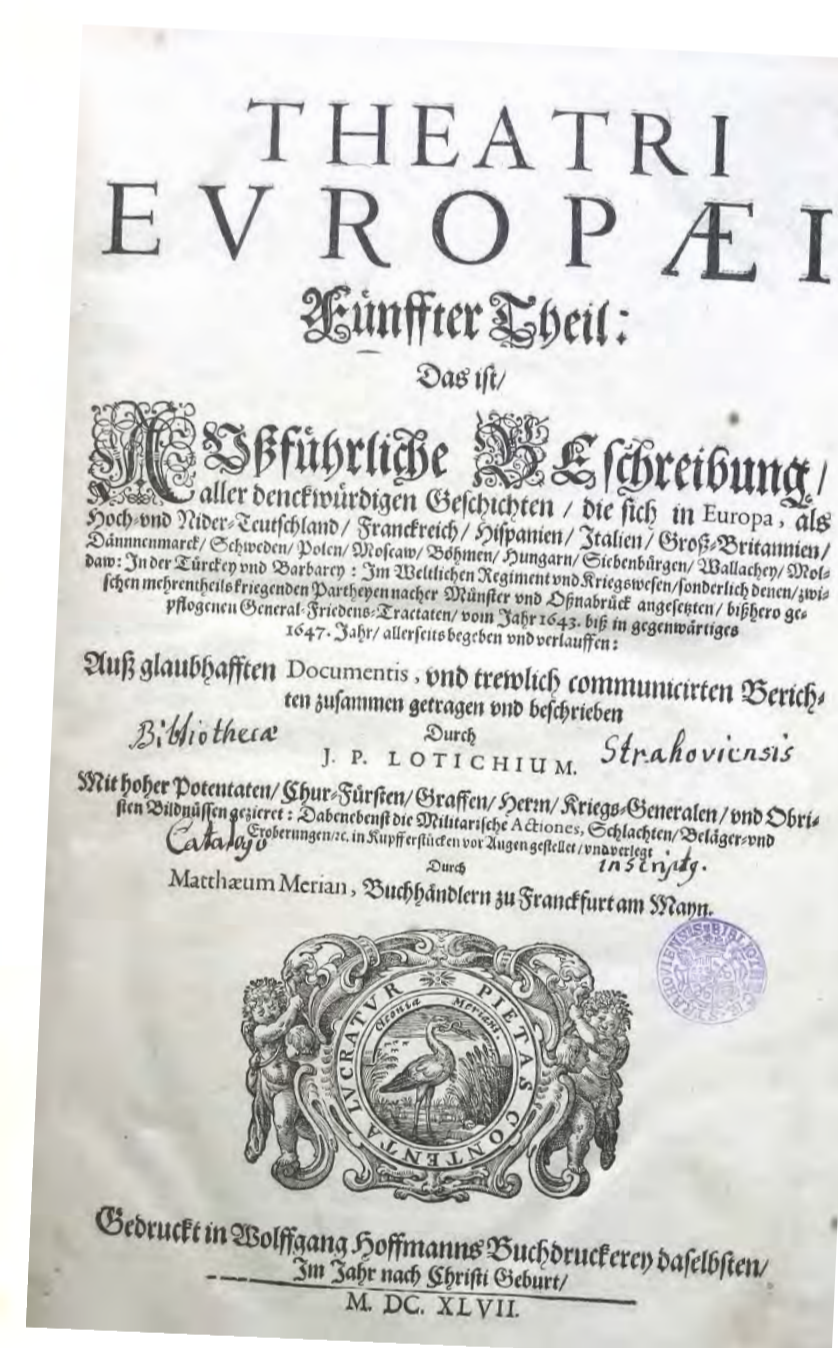 THEATRI
EVROPÆI
Fünffter Theil:
Das ist/
AUßführliche BEschreibung/
aller denckwürdigen Geschichten / die sich in Europa, als
Hoch-vnd Nider-Teutschland/ Franckreich/ Hispanien/ Italien/ Groß-Britannien/
Dännnenmarck/ Schweden/ Polen/ Moscaw/ Böhmen/ Hungarn/ Siebenbürgen/ Wallachey/ Mol-
daw: In der Türckey vnd Barbarey: Im Weltlichen Regiment vnd Kriegswesen/ sonderlich denen/ zwi-
schen mehrentheils kriegenden Partheyen nacher Münster vnd Oßnabrück angesetzten/ bißhero ge-
pflogenen General-Friedens-Tractaten/ vom Jahr 1643. biß in gegenwärtiges
1647. Jahr/ allerseits begeben vnd verlauffen:
Auß glaubhafften Documentis, vnd trewlich communicirten Berich-
ten zusammen getragen vnd beschrieben
Durch
Bibliothecæ
J. P. LOTICHIUM.
Strahoviensis
Mit hoher Potentaten/ Chur-Fürsten/ Graffen/ Herrn/ Kriegs-Generalen/ vnd Obri-
sten Bildnüssen gezieret: Dabenebenst die Militarische Actiones, Schlachten/ Beläger-vnd
Eroberungen/ ꝛc. in Kupfferstücken vor Augen gestellet/ vnd verlegt
Catalogo
Durch
inscriptg.
Matthæum Merian, Buchhändlern zu Franckfurt am Mayn.
PIETAS CONTENTA LVCRATVR
Ciconia Meriani.
Gedruckt in Wolffgang Hoffmanns Buchdruckerey daselbsten/
Im Jahr nach Christi Geburt/
M. DC. XLVII.